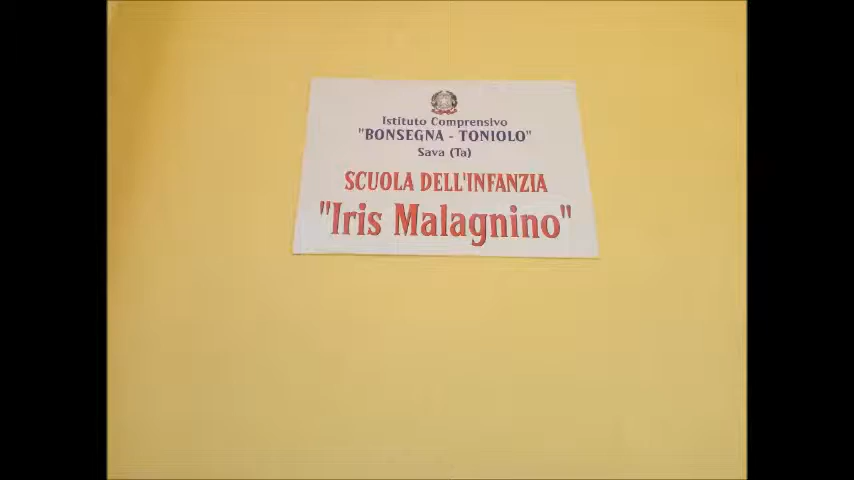 Istituto Comprensivo
"BONSEGNA - TONIOLO"
Sava (Ta)
SCUOLA DELL'INFANZIA
"Iris Malagnino"